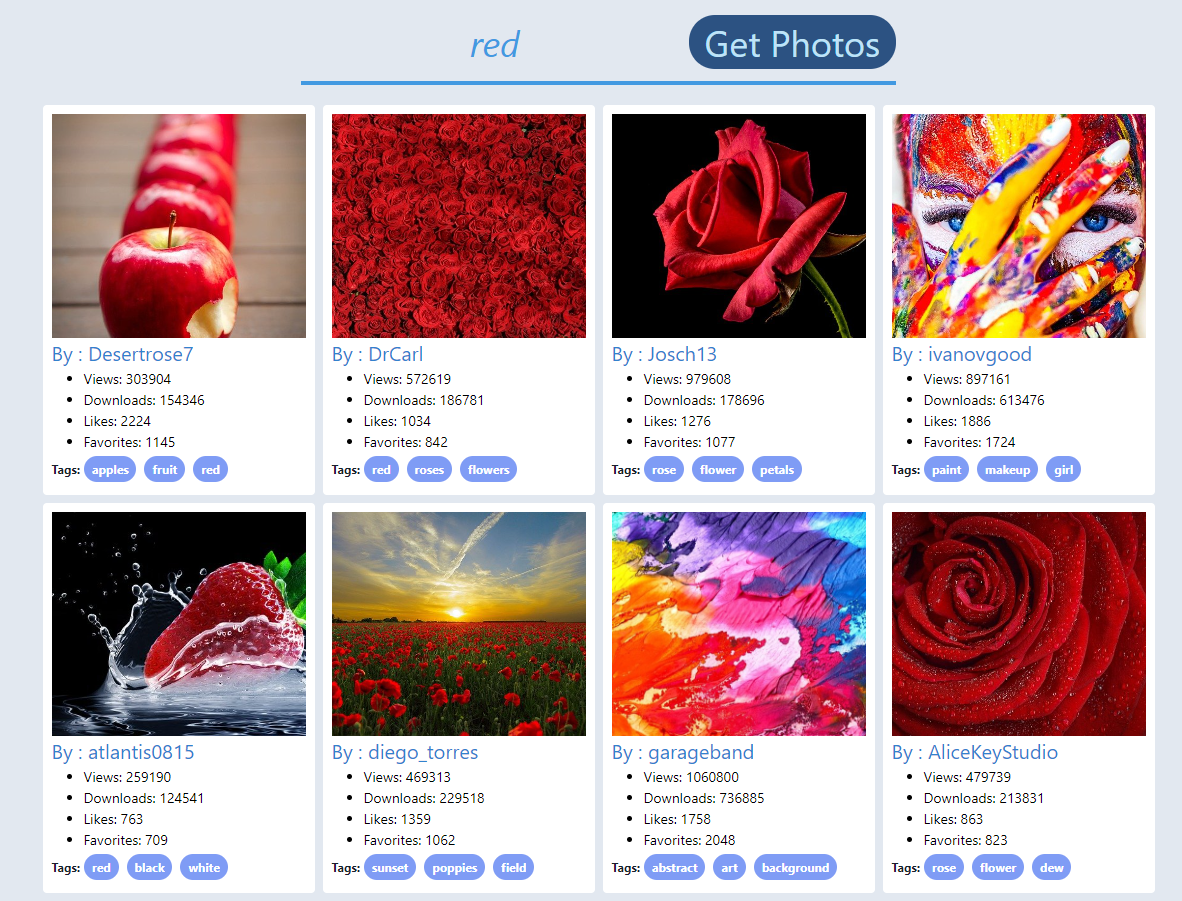 red
Get Photos
By : Desertrose7
Views: 303904
Downloads: 154346
Likes: 2224
Favorites: 1145
Tags: apples fruit red
By : DrCarl
Views: 572619
Downloads: 186781
Likes: 1034
Favorites: 842
Tags: red roses flowers
By : Josch13
Views: 979608
Downloads: 178696
Likes: 1276
Favorites: 1077
Tags: rose flower petals
By : ivanovgood
Views: 897161
Downloads: 613476
Likes: 1886
Favorites: 1724
Tags: paint makeup girl
By : atlantis0815
Views: 259190
Downloads: 124541
Likes: 763
Favorites: 709
Tags: red black white
By : diego_torres
Views: 469313
Downloads: 229518
Likes: 1359
Favorites: 1062
Tags: sunset poppies field
By : garageband
Views: 1060800
Downloads: 736885
Likes: 1758
Favorites: 2048
Tags: abstract art background
By : AliceKeyStudio
Views: 479739
Downloads: 213831
Likes: 863
Favorites: 823
Tags: rose flower dew